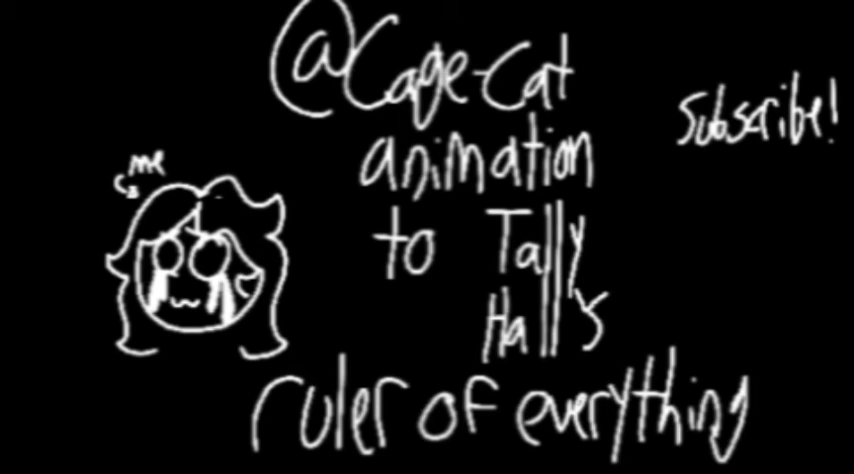 @Cage-Cat
Subscribe!
animation
me
to Tally
Hall's
ruler of everything